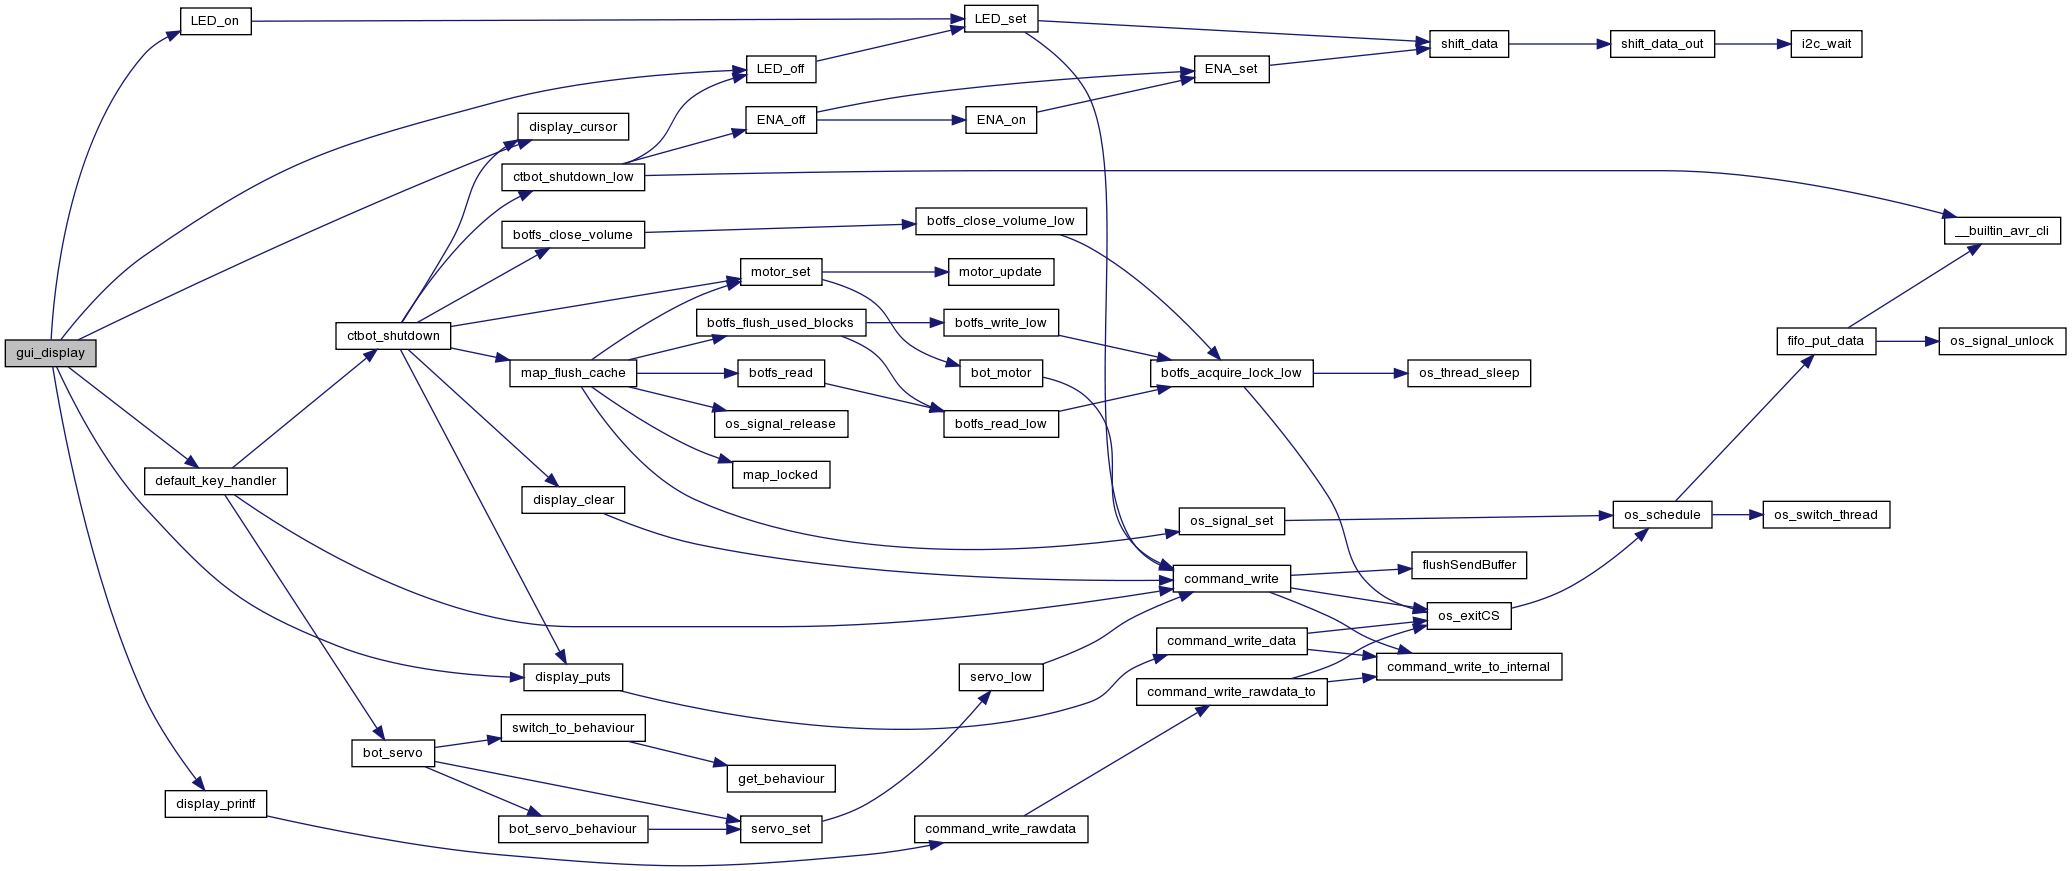 LED_on
LED_set
shift_data
shift_data_out
i2c_wait
LED_off
ENA_set
display_cursor
ENA_off
ENA_on
ctbot_shutdown_low
botfs_close_volume
botfs_close_volume_low
__builtin_avr_cli
motor_set
motor_update
ctbot_shutdown
botfs_flush_used_blocks
botfs_write_low
fifo_put_data
os_signal_unlock
gui_display
map_flush_cache
botfs_read
bot_motor
botfs_acquire_lock_low
os_thread_sleep
os_signal_release
botfs_read_low
default_key_handler
map_locked
display_clear
os_signal_set
os_schedule
os_switch_thread
command_write
flushSendBuffer
os_exitCS
command_write_data
command_write_to_internal
display_puts
servo_low
command_write_rawdata_to
switch_to_behaviour
bot_servo
get_behaviour
display_printf
bot_servo_behaviour
servo_set
command_write_rawdata